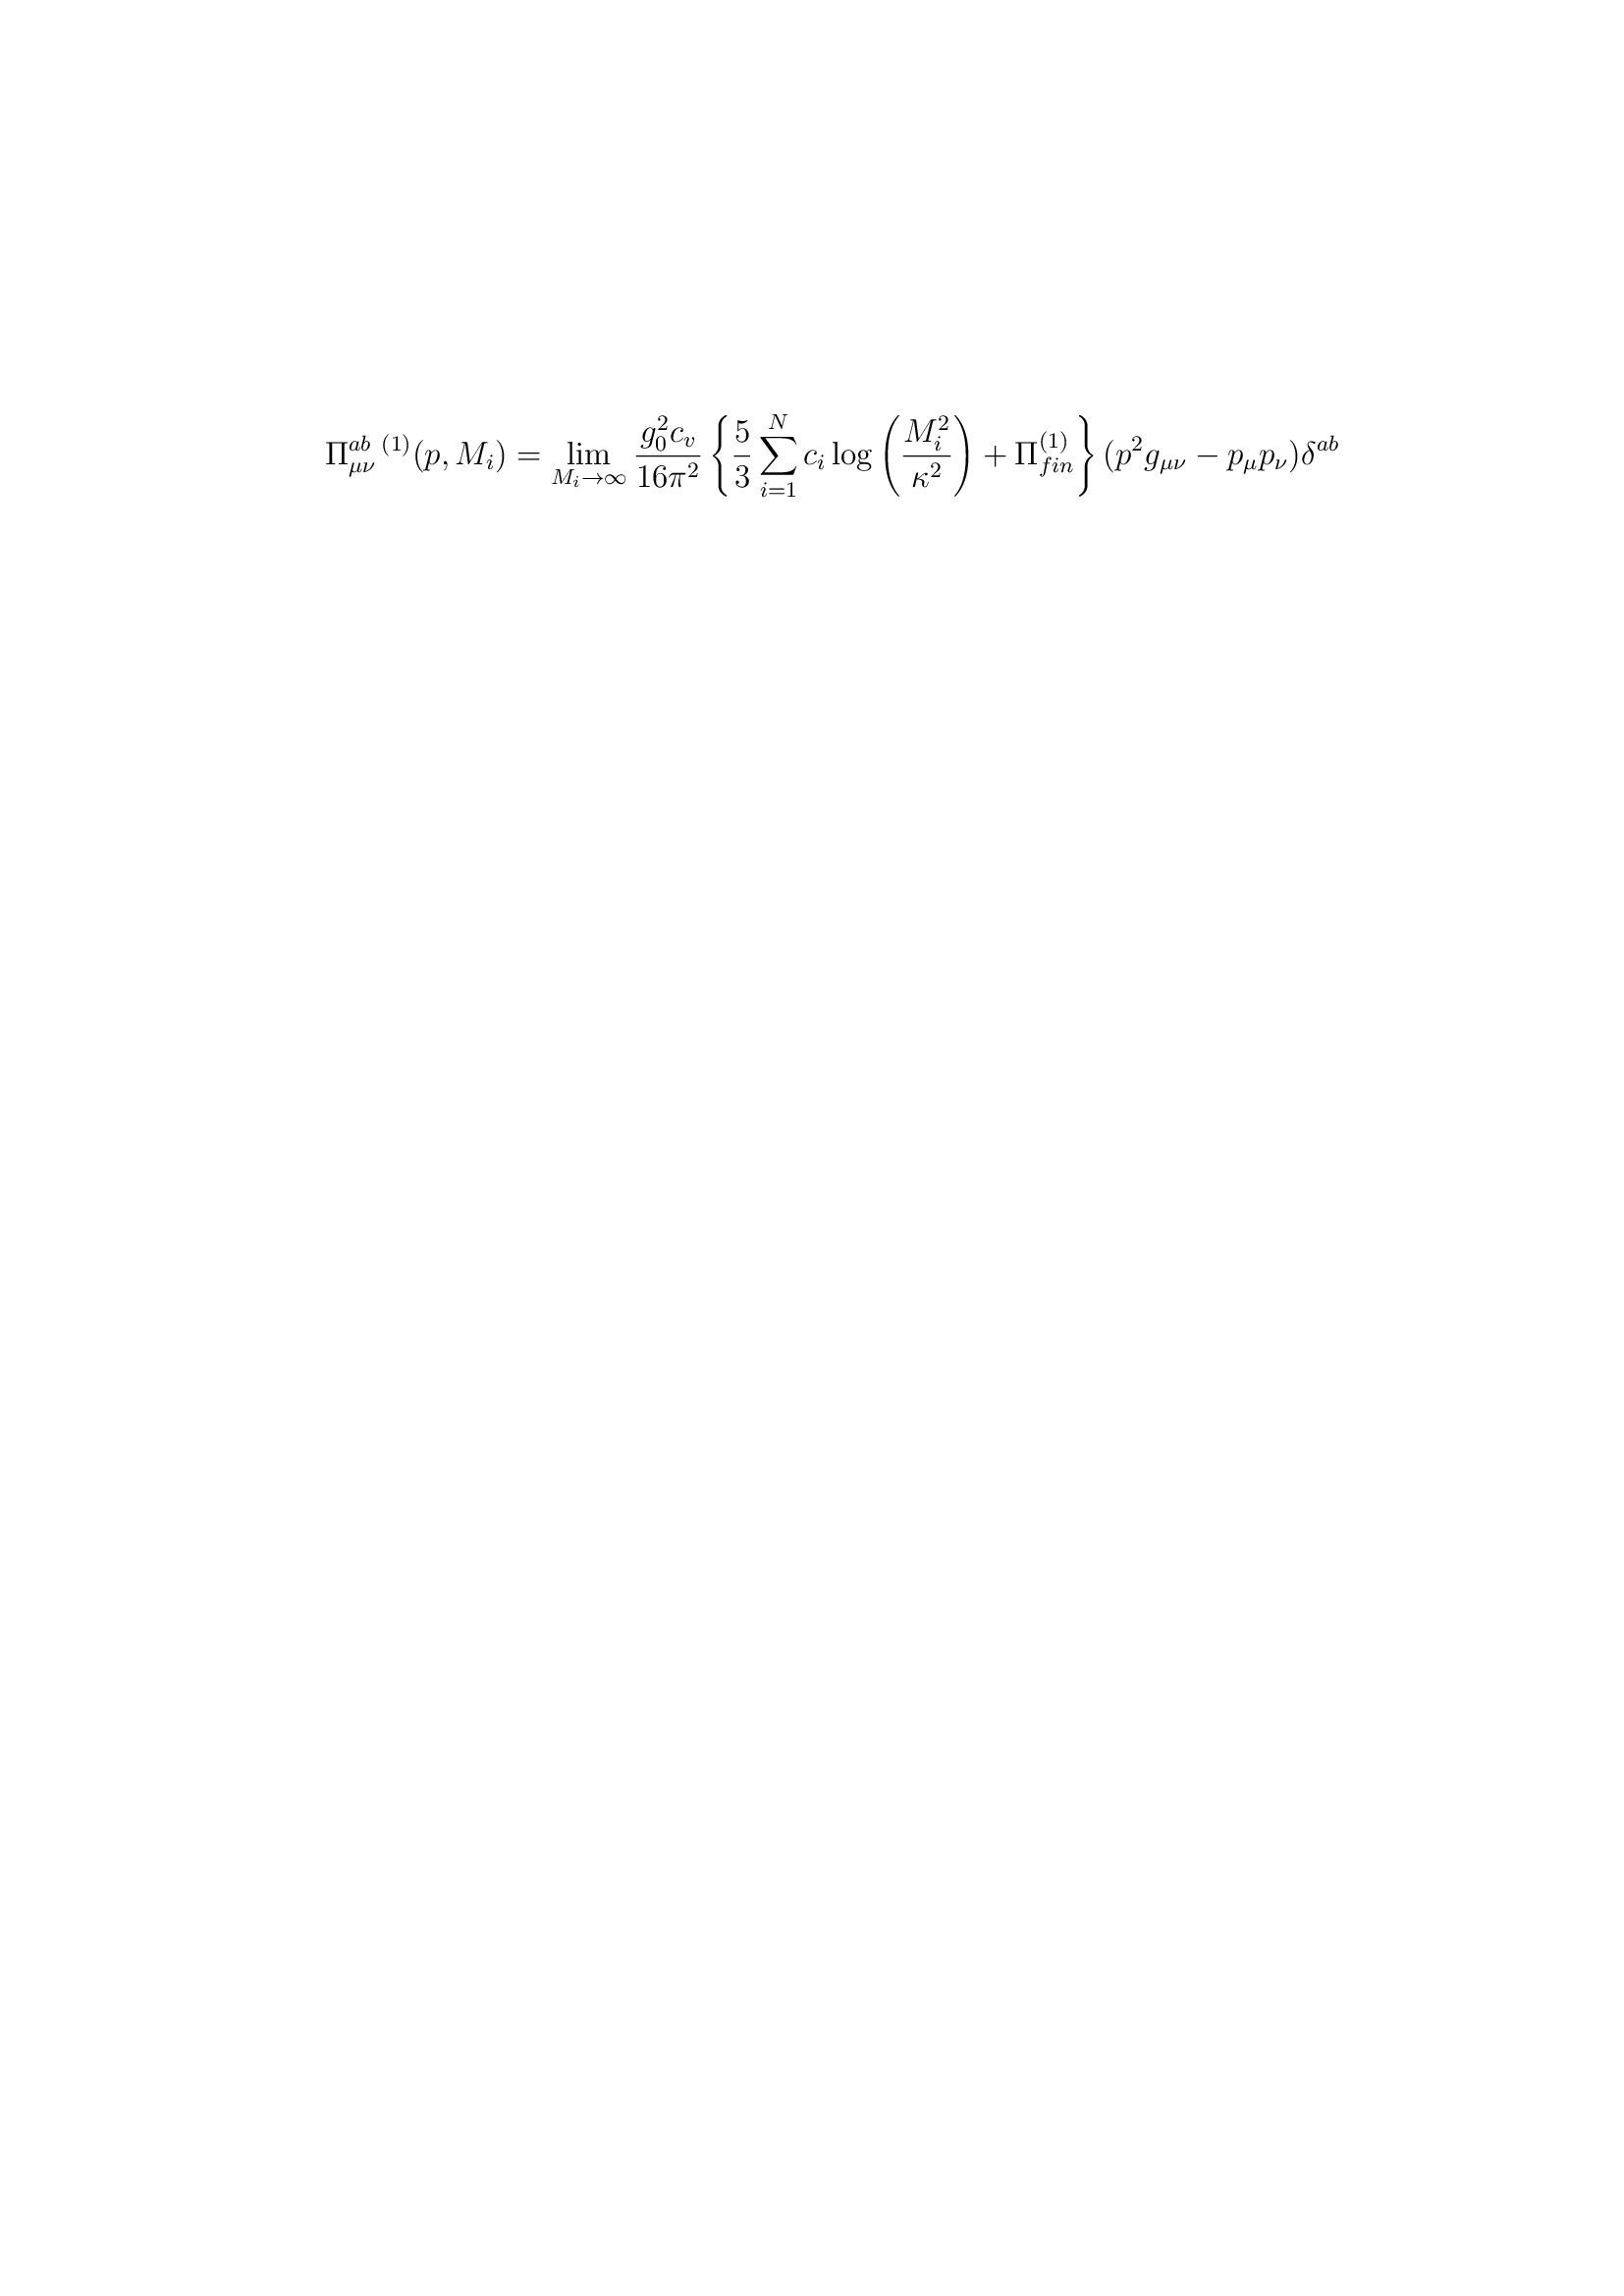 \Pi_{\mu\nu}^{ab\ (1)}(p, M_i) = \lim_{M_i \to \infty} \frac{g_0^2 c_v}{16\pi^2} \left\{ \frac{5}{3} \sum_{i=1}^{N} c_i \log \left( \frac{M_i^2}{\kappa^2} \right) + \Pi_{fin}^{(1)} \right\} (p^2 g_{\mu\nu} - p_\mu p_\nu) \delta^{ab}